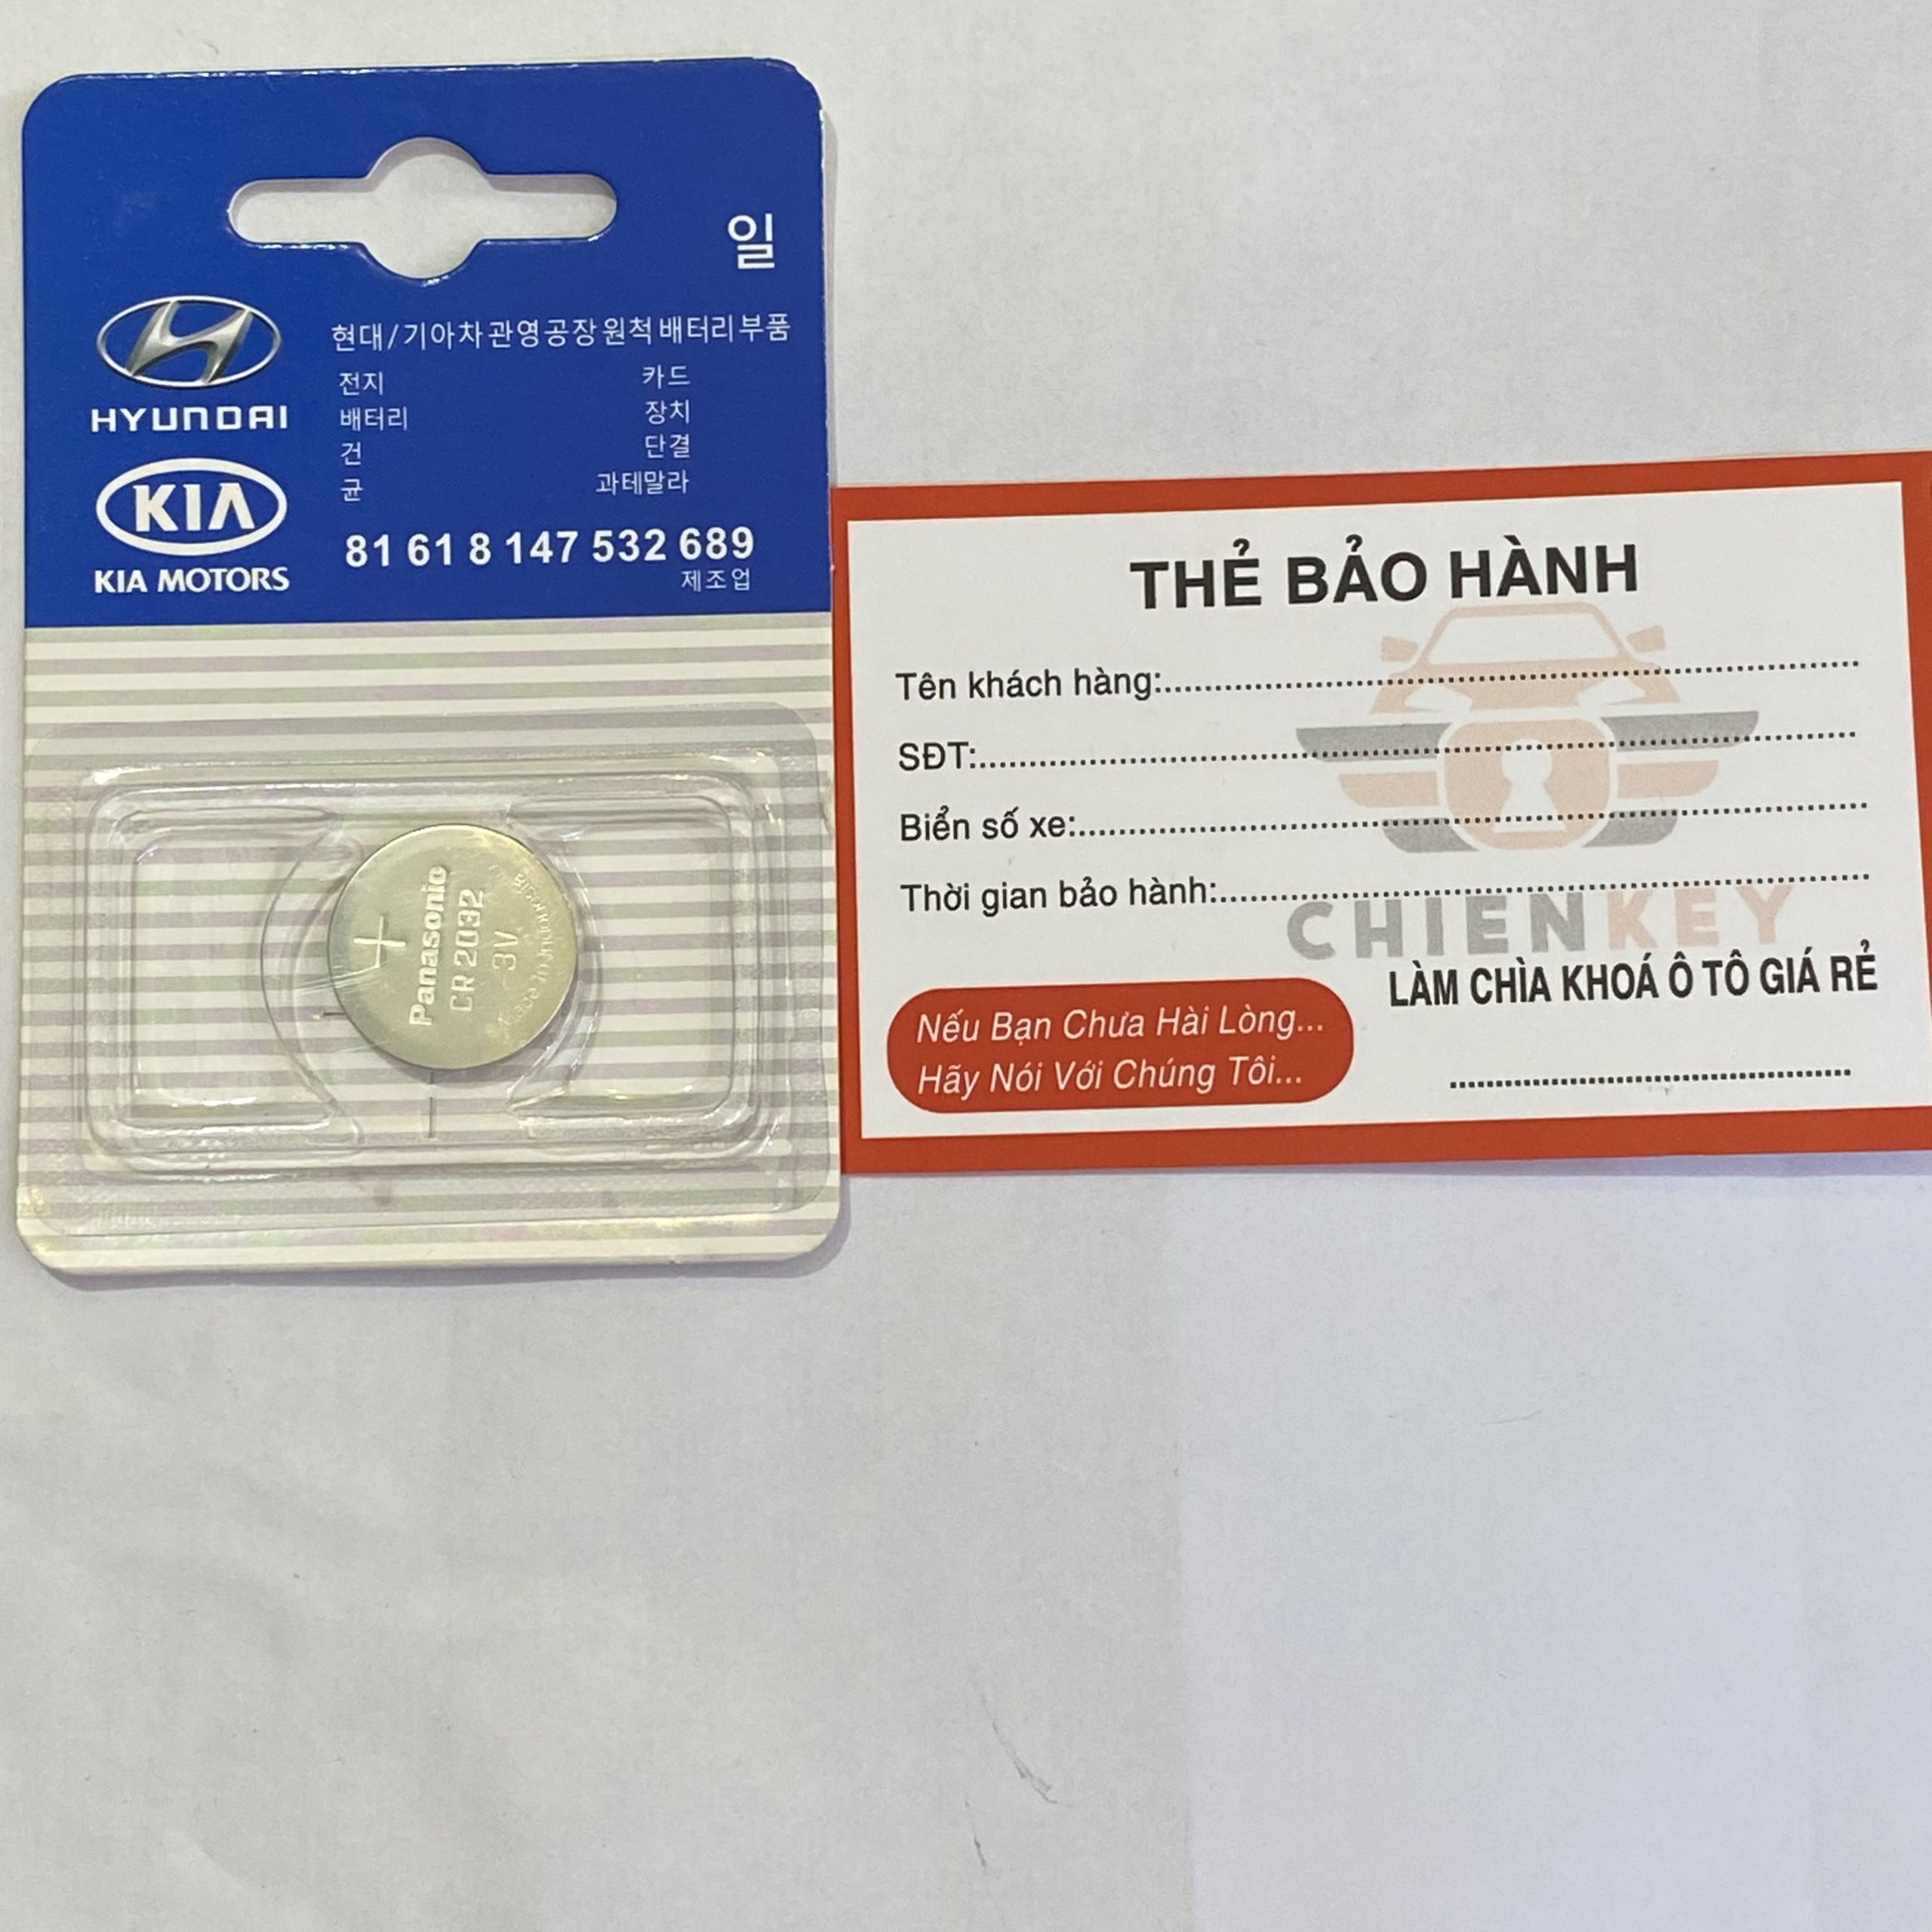 일
현대/기아차관영공장원척배터리부품
전지 카드
배터리 장치
건 단결
균 과테말라
81 61 8 147 532 689
제조업
HYUNDAI
KIA
KIA MOTORS
Panasonic
CR 2032
3V
THẺ BẢO HÀNH
Tên khách hàng:
SĐT:
Biển số xe:
Thời gian bảo hành:
CHIENKEY
LÀM CHÌA KHOÁ Ô TÔ GIÁ RẺ
Nếu Bạn Chưa Hài Lòng...
Hãy Nói Với Chúng Tôi...